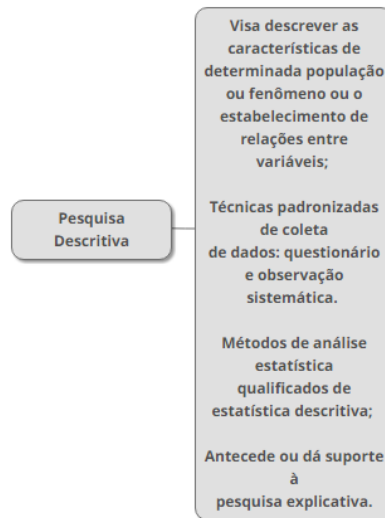 Pesquisa
Descritiva
Visa descrever as
características de
determinada população
ou fenômeno ou o
estabelecimento de
relações entre
variáveis;
Técnicas padronizadas
de coleta
de dados: questionário
e observação
sistemática.
Métodos de análise
estatística
qualificados de
estatística descritiva;
Antecede ou dá suporte
à
pesquisa explicativa.